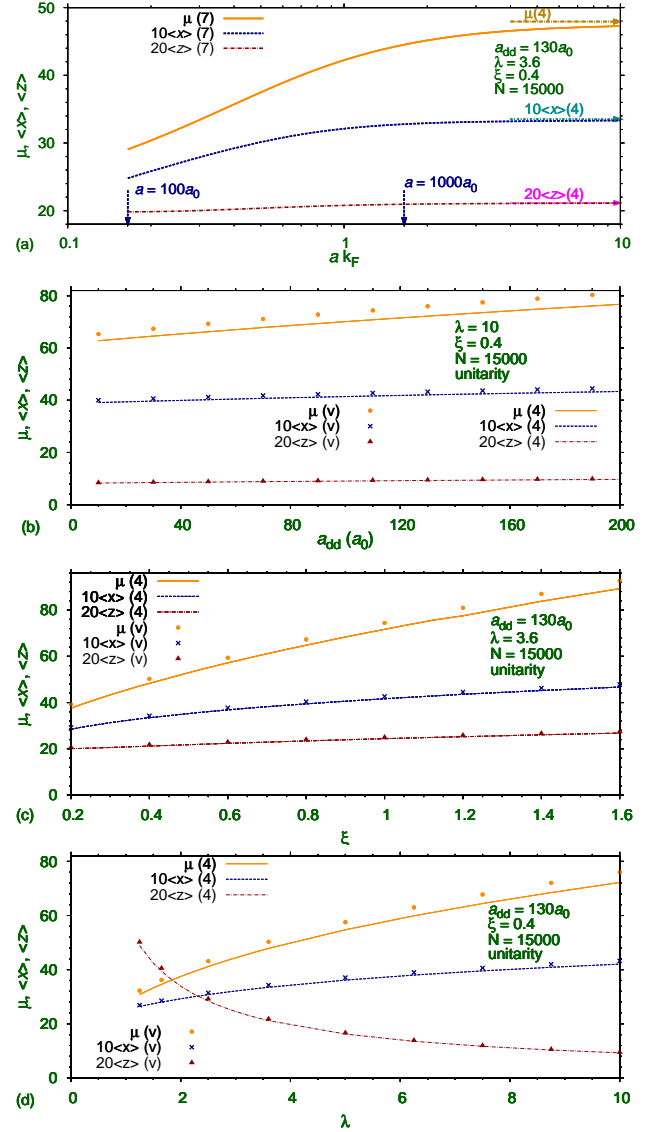 50
40
30
20
μ, <x>, <z>
μ (7)
10<x> (7)
20<z> (7)
μ(4)
a_dd = 130a_0
λ = 3.6
ξ = 0.4
N = 15000
10<x>(4)
a = 100a_0
a = 1000a_0
20<z>(4)
(a)
0.1
1
10
a k_F
80
60
40
20
0
μ, <x>, <z>
λ = 10
ξ = 0.4
N = 15000
unitarity
μ (v)
10<x> (v)
20<z> (v)
μ (4)
10<x> (4)
20<z> (4)
(b)
0
40
80
120
160
200
a_dd (a_0)
80
60
40
20
0
μ, <x>, <z>
μ (4)
10<x> (4)
20<z> (4)
μ (v)
10<x> (v)
20<z> (v)
a_dd = 130a_0
λ = 3.6
N = 15000
unitarity
(c)
0.2
0.4
0.6
0.8
1
1.2
1.4
1.6
ξ
80
60
40
20
0
μ, <x>, <z>
μ (4)
10<x> (4)
20<z> (4)
a_dd = 130a_0
ξ = 0.4
N = 15000
unitarity
μ (v)
10<x> (v)
20<z> (v)
(d)
0
2
4
6
8
10
λ